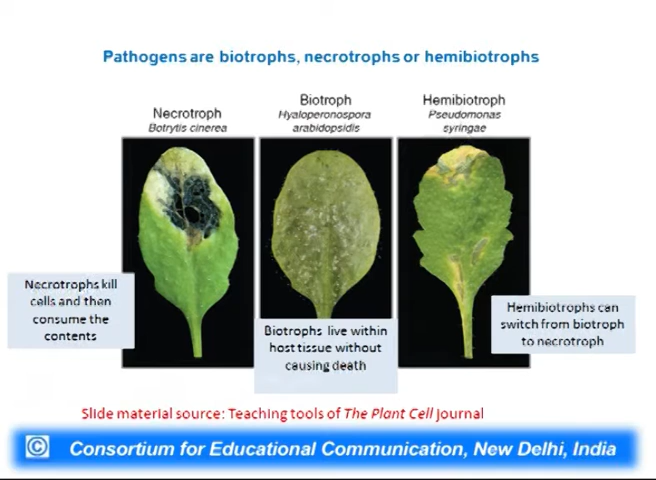 Pathogens are biotrophs, necrotrophs or hemibiotrophs
Necrotroph
Botrytis cinerea
Biotroph
Hyaloperonospora
arabidopsidis
Hemibiotroph
Pseudomonas
syringae
Necrotrophs kill
cells and then
consume the
contents
Biotrophs live within
host tissue without
causing death
Hemibiotrophs can
switch from biotroph
to necrotroph
Slide material source: Teaching tools of The Plant Cell journal
© Consortium for Educational Communication, New Delhi, India